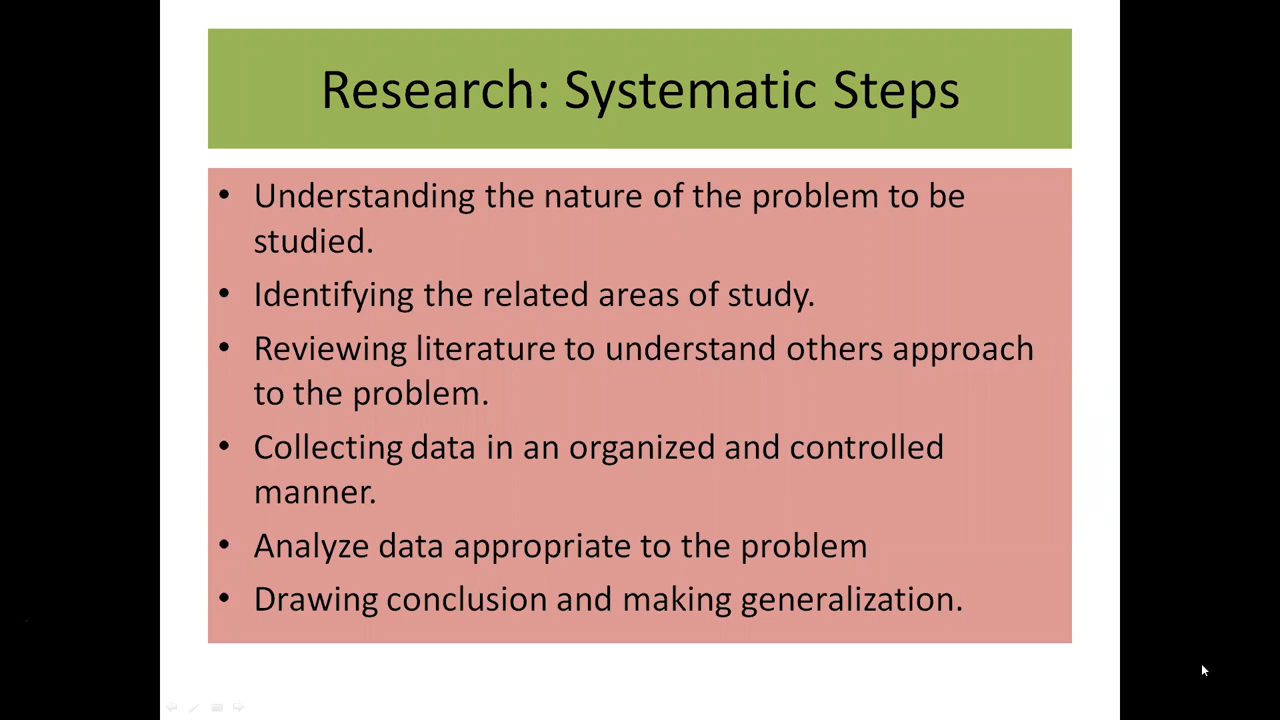 Research: Systematic Steps
• Understanding the nature of the problem to be
studied.
• Identifying the related areas of study.
• Reviewing literature to understand others approach
to the problem.
• Collecting data in an organized and controlled
manner.
• Analyze data appropriate to the problem
• Drawing conclusion and making generalization.